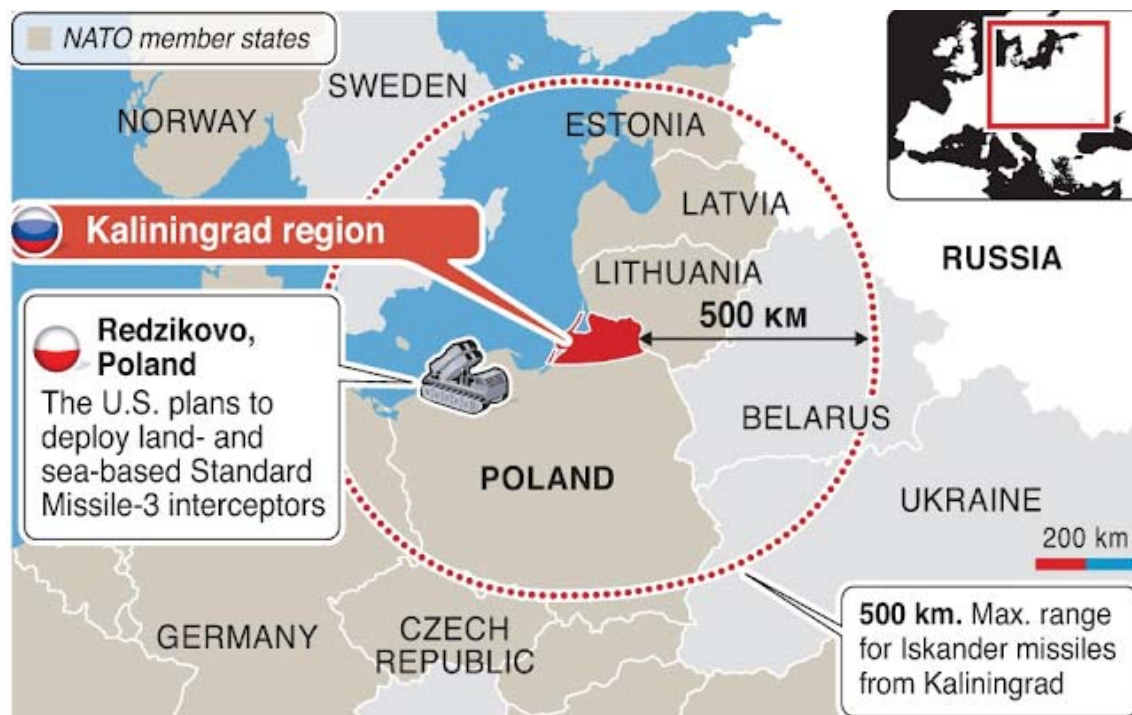 NATO member states
SWEDEN
NORWAY
ESTONIA
LATVIA
Kaliningrad region
LITHUANIA
RUSSIA
500 км
Redzikovo,
Poland
The U.S. plans to
deploy land- and
sea-based Standard
Missile-3 interceptors
BELARUS
POLAND
UKRAINE
200 km
GERMANY
CZECH
REPUBLIC
500 km. Max. range
for Iskander missiles
from Kaliningrad